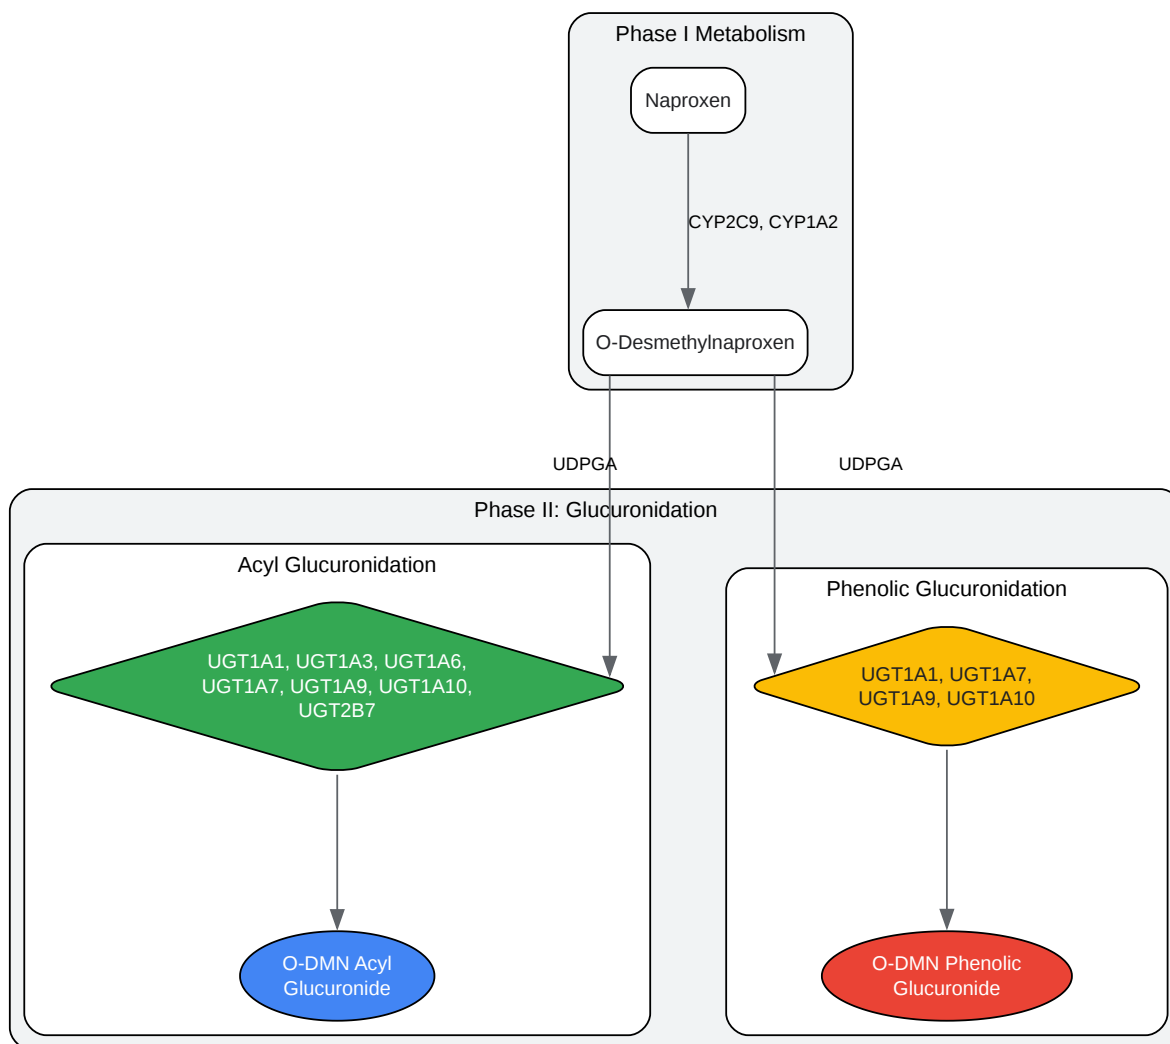 Phase I Metabolism
Naproxen
CYP2C9, CYP1A2
O-Desmethylnaproxen
UDPGA
UDPGA
Phase II: Glucuronidation
Acyl Glucuronidation
UGT1A1, UGT1A3, UGT1A6,
UGT1A7, UGT1A9, UGT1A10,
UGT2B7
O-DMN Acyl
Glucuronide
Phenolic Glucuronidation
UGT1A1, UGT1A7,
UGT1A9, UGT1A10
O-DMN Phenolic
Glucuronide